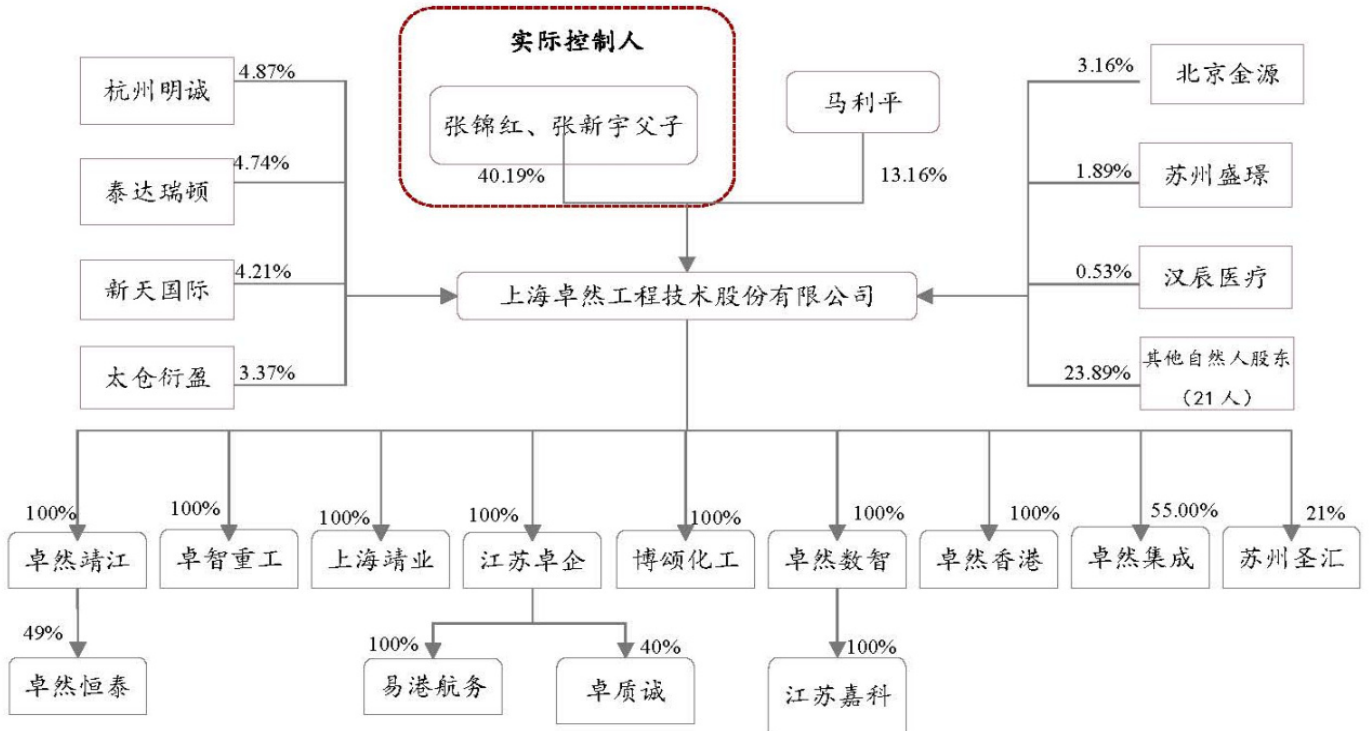 实际控制人
杭州明诚
4.87%
张锦红、张新宇父子
40.19%
马利平
13.16%
3.16%
北京金源
泰达瑞顿
4.74%
1.89%
苏州盛璟
新天国际
4.21%
上海卓然工程技术股份有限公司
0.53%
汉辰医疗
太仓衍盈
3.37%
23.89%
其他自然人股东
（21 人）
100%
卓然靖江
100%
卓智重工
100%
上海靖业
100%
江苏卓企
100%
博颂化工
100%
卓然数智
100%
卓然香港
55.00%
卓然集成
21%
苏州圣汇
49%
卓然恒泰
100%
易港航务
40%
卓质诚
100%
江苏嘉科